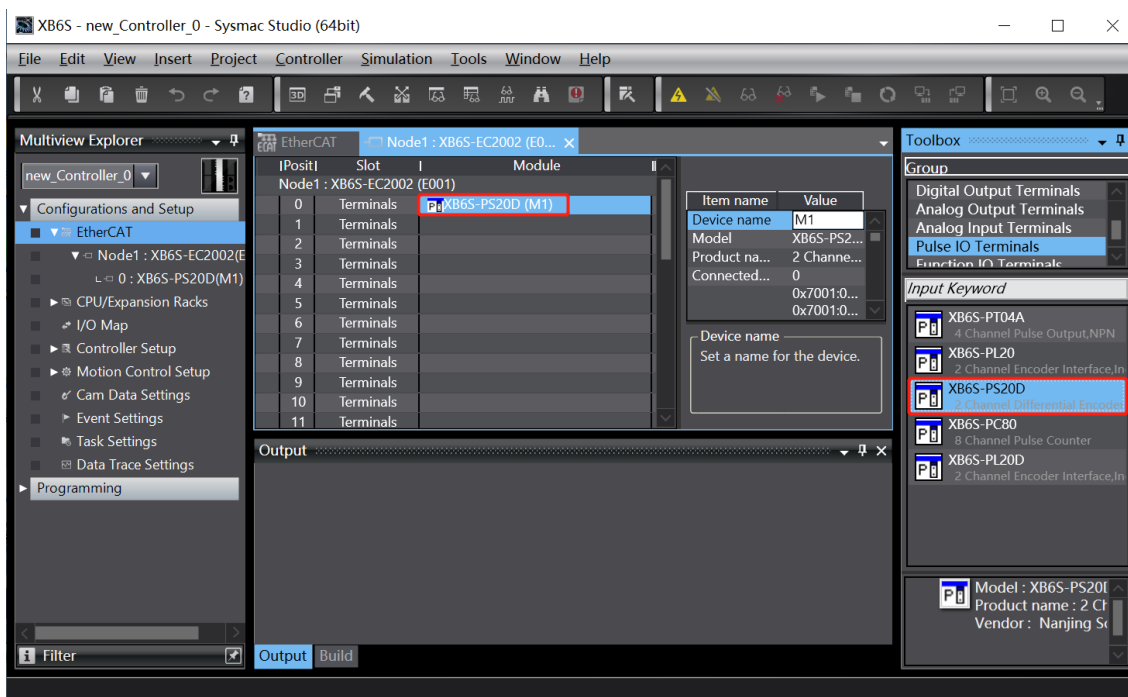 XB6S - new_Controller_0 - Sysmac Studio (64bit)
File Edit View Insert Project Controller Simulation Tools Window Help
Multiview Explorer
new_Controller_0
Configurations and Setup
EtherCAT
Node1 : XB6S-EC2002(E
0 : XB6S-PS20D(M1)
CPU/Expansion Racks
I/O Map
Controller Setup
Motion Control Setup
Cam Data Settings
Event Settings
Task Settings
Data Trace Settings
Programming
Filter
EtherCAT
Node1 : XB6S-EC2002 (E0...
|Posit| Slot | Module
Node1 : XB6S-EC2002 (E001)
0 Terminals XB6S-PS20D (M1)
1 Terminals
2 Terminals
3 Terminals
4 Terminals
5 Terminals
6 Terminals
7 Terminals
8 Terminals
9 Terminals
10 Terminals
11 Terminals
Item name Value
Device name M1
Model XB6S-PS2...
Product na... 2 Channe...
Connected... 0
0x7001:0...
0x7001:0...
Device name
Set a name for the device.
Output
Output Build
Toolbox
Group
Digital Output Terminals
Analog Output Terminals
Analog Input Terminals
Pulse IO Terminals
Function IO Terminals
Input Keyword
XB6S-PT04A
4 Channel Pulse Output,NPN
XB6S-PL20
2 Channel Encoder Interface,In
XB6S-PS20D
2 Channel Differential Encoder
XB6S-PC80
8 Channel Pulse Counter
XB6S-PL20D
2 Channel Encoder Interface,In
Model : XB6S-PS20
Product name : 2 Ch
Vendor : Nanjing So